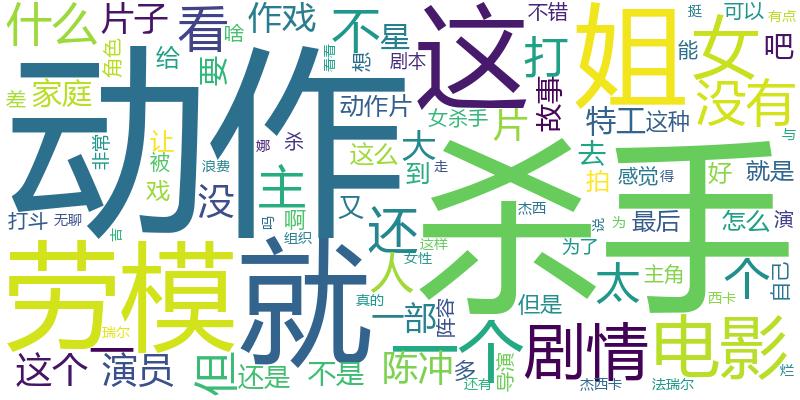 什么
片子
看
作戏
啥
不
星
看看
想
剧本
角色
给
要
差
家庭
动作
动作片
非常
让
被
戏
浪费
没
娜
杀
主
吗
啊
组织
打斗
无聊
言
这
姐
女
不错
挺
可以
有点
能
吧
打
故事
没有
女杀手
片
特工
这种
与
这么
大
到
走
去
拍
感觉
得
好
就是
杀手
又
还
杰西
您
为
最后
怎么
演
女性
这样
为了
劳模
就
人
真的
一部
阵容
但是
太
主角
个
西卡
自己
瑞尔
一个
剧情
电影
这个
演员
但
还是
不是
陈冲
多
还有
导演
杰西卡
法瑞尔
烂